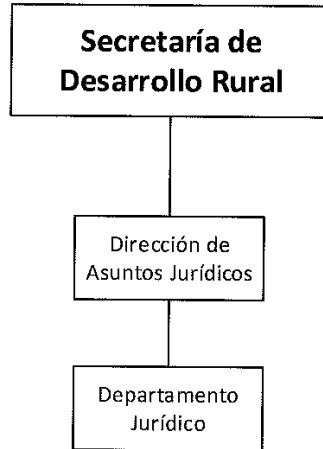 Secretaría de
Desarrollo Rural
Dirección de
Asuntos Jurídicos
Departamento
Jurídico